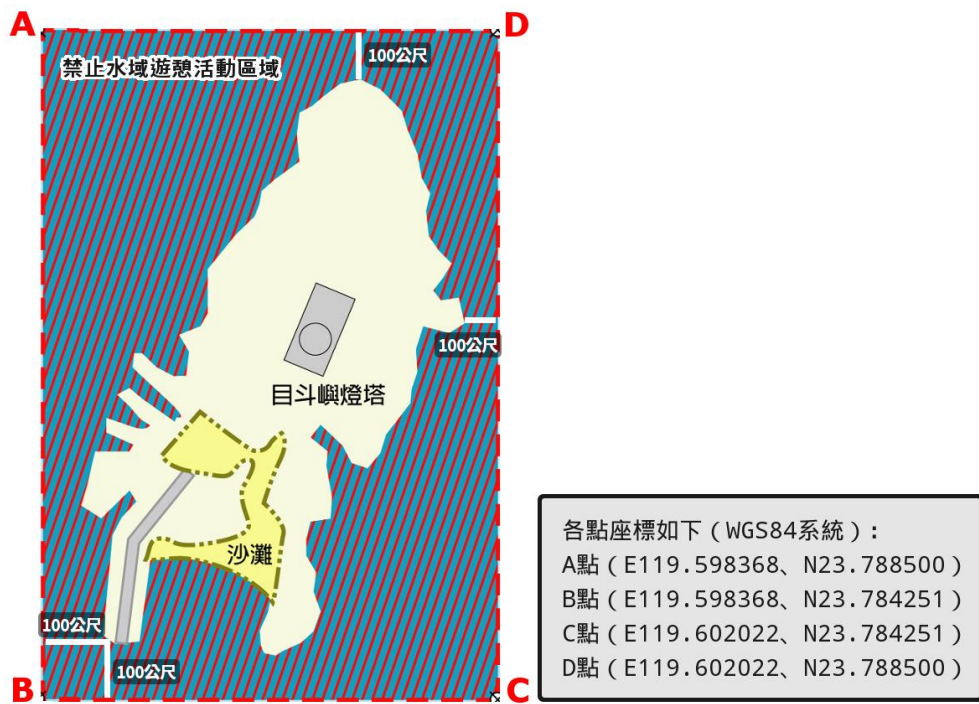 A
D
禁止水域遊憩活動區域
100公尺
100公尺
目斗嶼燈塔
沙灘
100公尺
100公尺
B
C
各點座標如下（WGS84系統）：
A點（E119.598368、N23.788500）
B點（E119.598368、N23.784251）
C點（E119.602022、N23.784251）
D點（E119.602022、N23.788500）